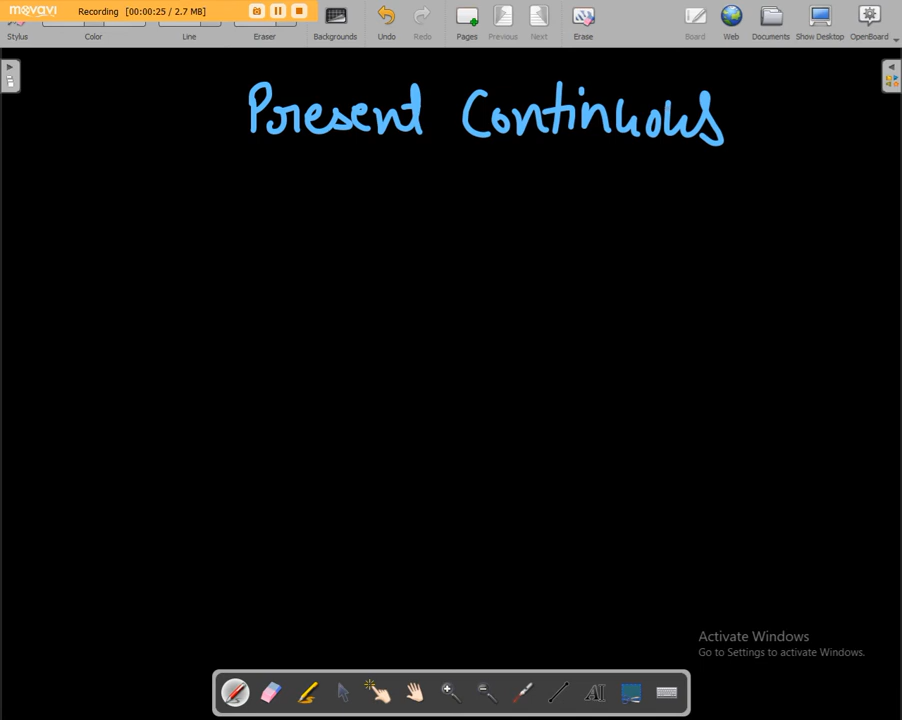 movavi Recording [00:00:25 / 2.7 MB]
Stylus Color Line Eraser Backgrounds Undo Redo Pages Previous Next Erase Board Web Documents Show Desktop OpenBoard
Present Continuous
Activate Windows
Go to Settings to activate Windows.